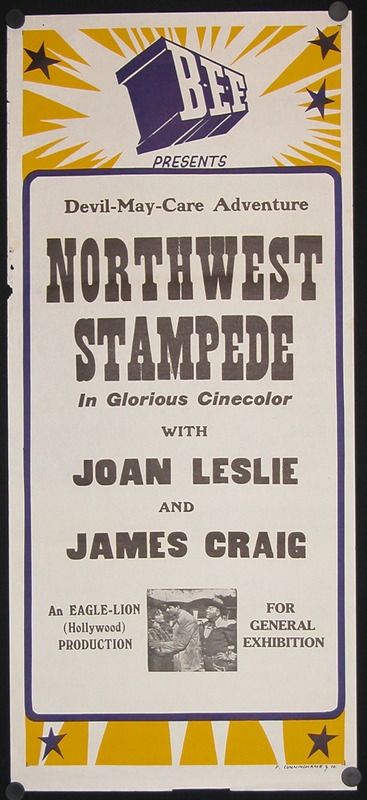 B.E.F
PRESENTS
Devil-May-Care Adventure
NORTHWEST
STAMPEDE
In Glorious Cinecolor
WITH
JOAN LESLIE
AND
JAMES CRAIG
An EAGLE-LION
(Hollywood)
PRODUCTION
FOR
GENERAL
EXHIBITION